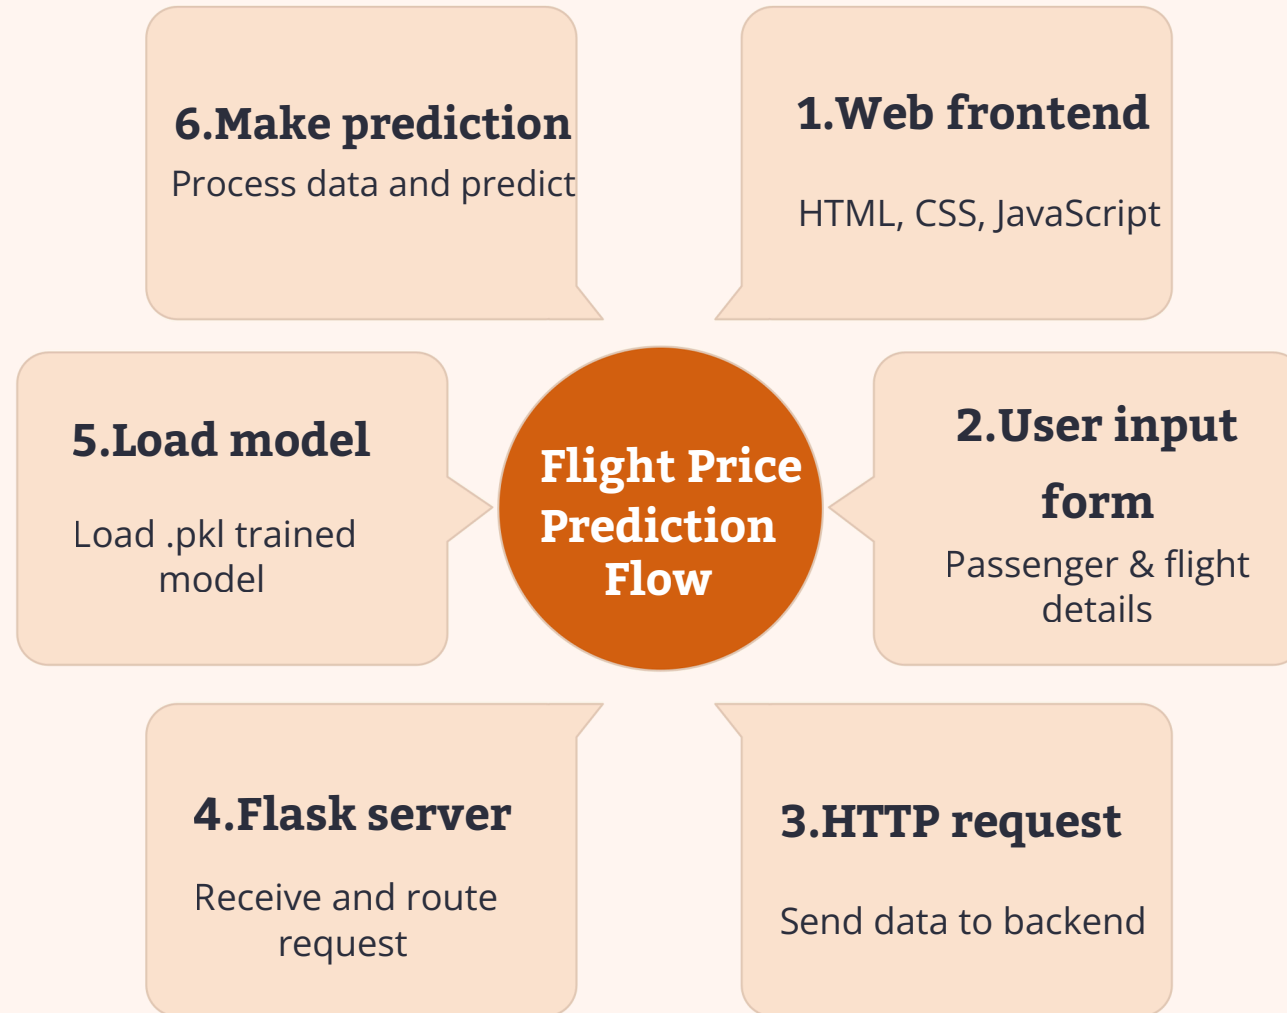 6.Make prediction
Process data and predict
1.Web frontend
HTML, CSS, JavaScript
5.Load model
Load .pkl trained
model
Flight Price
Prediction
Flow
2.User input
form
Passenger & flight
details
4.Flask server
Receive and route
request
3.HTTP request
Send data to backend